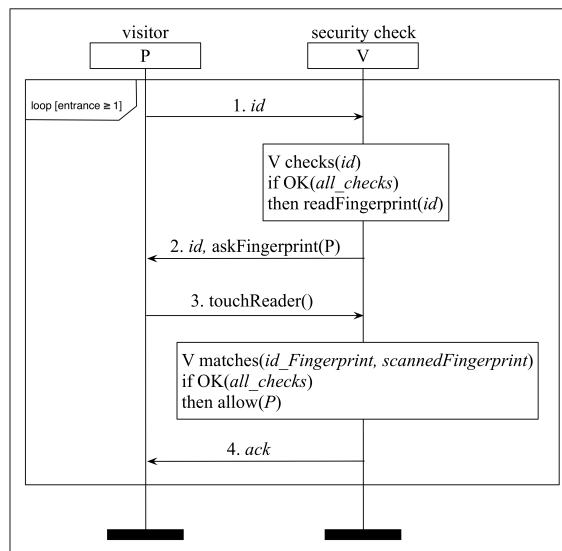 visitor
security check
P
V
loop [entrance ≥ 1]
1. id
V checks(id)
if OK(all_checks)
then readFingerprint(id)
2. id, askFingerprint(P)
3. touchReader()
V matches(id_Fingerprint, scannedFingerprint)
if OK(all_checks)
then allow(P)
4. ack